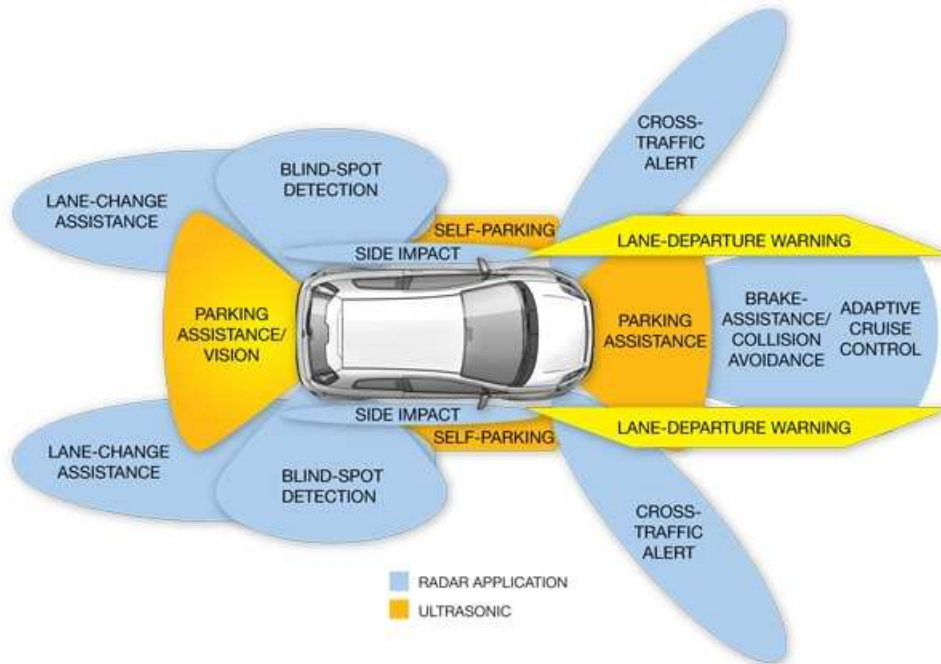 CROSS-
TRAFFIC
ALERT
BLIND-SPOT
DETECTION
LANE-CHANGE
ASSISTANCE
SELF-PARKING
LANE-DEPARTURE WARNING
SIDE IMPACT
PARKING
ASSISTANCE/
VISION
PARKING
ASSISTANCE
BRAKE-
ASSISTANCE/
COLLISION
AVOIDANCE
ADAPTIVE
CRUISE
CONTROL
SIDE IMPACT
SELF-PARKING
LANE-DEPARTURE WARNING
LANE-CHANGE
ASSISTANCE
BLIND-SPOT
DETECTION
CROSS-
TRAFFIC
ALERT
RADAR APPLICATION
ULTRASONIC